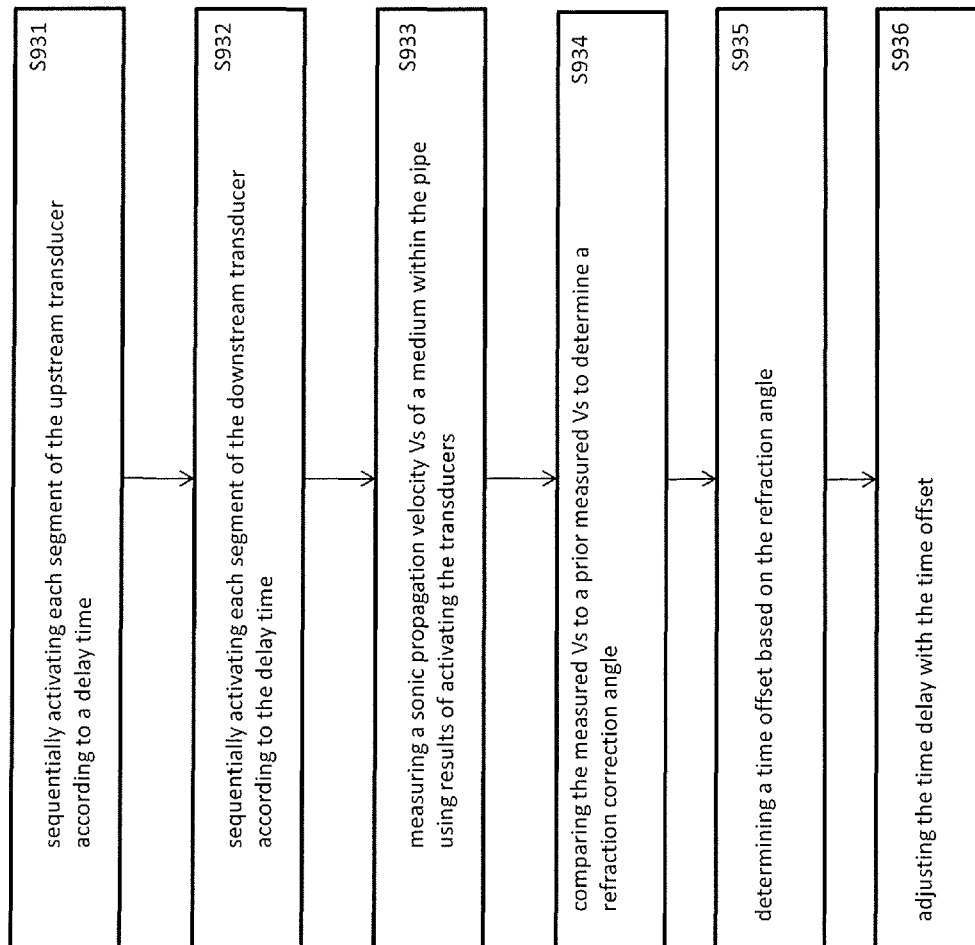 S931
sequentially activating each segment of the upstream transducer
according to a delay time
S932
sequentially activating each segment of the downstream transducer
according to the delay time
S933
measuring a sonic propagation velocity Vs of a medium within the pipe
using results of activating the transducers
S934
comparing the measured Vs to a prior measured Vs to determine a
refraction correction angle
S935
determining a time offset based on the refraction angle
S936
adjusting the time delay with the time offset